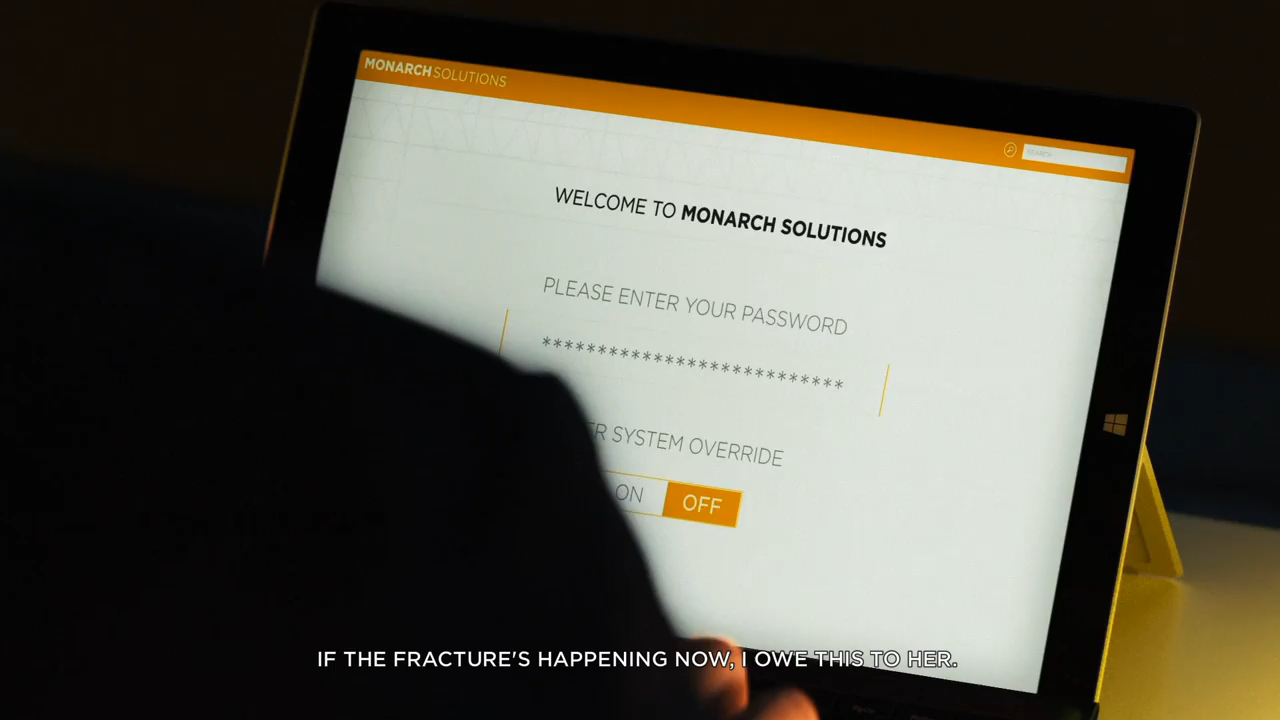 MONARCH SOLUTIONS
SEARCH
WELCOME TO MONARCH SOLUTIONS
PLEASE ENTER YOUR PASSWORD
**************************
SYSTEM OVERRIDE
ON OFF
IF THE FRACTURE'S HAPPENING NOW, I OWE THIS TO HER.